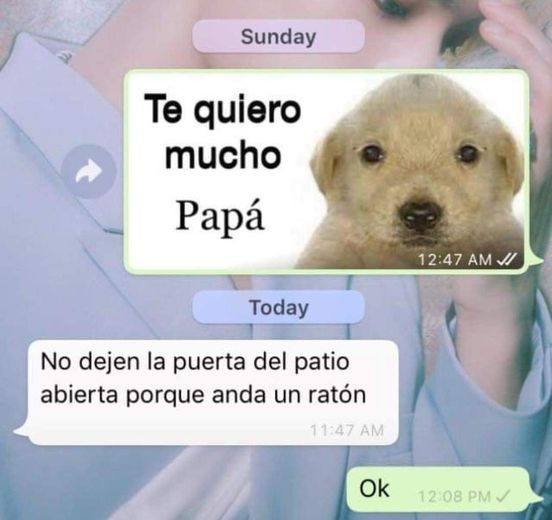 Sunday
Te quiero
mucho
Papá
12:47 AM
Today
No dejen la puerta del patio
abierta porque anda un ratón
11:47 AM
Ok
12:08 PM